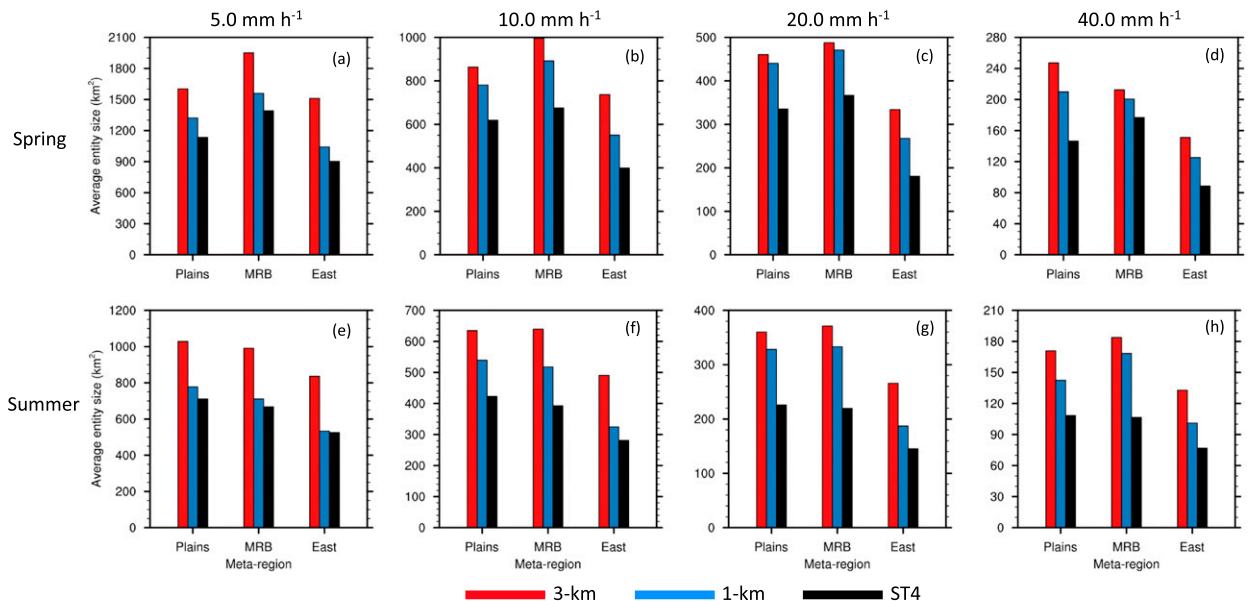 5.0 mm h-1 10.0 mm h-1 20.0 mm h-1 40.0 mm h-1
Spring
Average entity size (km2)
2100
1800
1500
1200
900
600
300
0
(a)
Plains MRB East
1000
800
600
400
200
0
(b)
Plains MRB East
500
400
300
200
100
0
(c)
Plains MRB East
280
240
200
160
120
80
40
0
(d)
Plains MRB East
Summer
Average entity size (km2)
1200
1000
800
600
400
200
0
(e)
Plains MRB East
Meta-region
700
600
500
400
300
200
100
0
(f)
Plains MRB East
Meta-region
400
300
200
100
0
(g)
Plains MRB East
Meta-region
210
180
150
120
90
60
30
0
(h)
Plains MRB East
Meta-region
3-km 1-km ST4